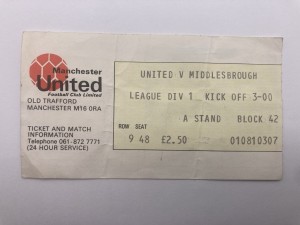 Manchester
United
Football Club Limited
OLD TRAFFORD
MANCHESTER M16 0RA
TICKET AND MATCH
INFORMATION
Telephone 061-872 7771
(24 HOUR SERVICE)
UNITED V MIDDLESBROUGH
LEAGUE DIV 1 KICK OFF 3-00
A STAND BLOCK 42
ROW SEAT
9 48 £2.50 010810307